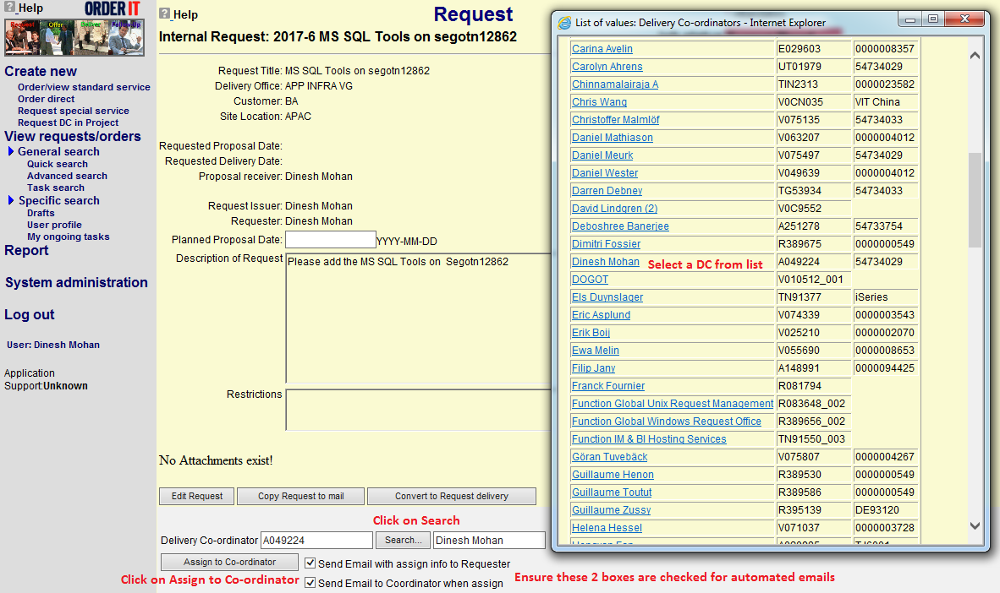 ? Help
ORDER IT
Request
Offer
Deliver
Follow Up
Create new
Order/view standard service
Order direct
Request special service
Request DC in Project
View requests/orders
General search
Quick search
Advanced search
Task search
Specific search
Drafts
User profile
My ongoing tasks
Report
System administration
Log out
User: Dinesh Mohan
Application
Support:Unknown
? Help
Request
Internal Request: 2017-6 MS SQL Tools on segotn12862
Request Title: MS SQL Tools on segotn12862
Delivery Office: APP INFRA VG
Customer: BA
Site Location: APAC
Requested Proposal Date:
Requested Delivery Date:
Proposal receiver: Dinesh Mohan
Request Issuer: Dinesh Mohan
Requester: Dinesh Mohan
Planned Proposal Date: YYYY-MM-DD
Description of Request Please add the MS SQL Tools on Segotn12862
Restrictions
No Attachments exist!
Edit Request Copy Request to mail Convert to Request delivery
Click on Search
Delivery Co-ordinator A049224 Search... Dinesh Mohan
Assign to Co-ordinator Send Email with assign info to Requester
Click on Assign to Co-ordinator Send Email to Coordinator when assign Ensure these 2 boxes are checked for automated emails
List of values: Delivery Co-ordinators - Internet Explorer
Carina Avelin E029603 0000008357
Carolyn Ahrens UT01979 54734029
Chinnamalairaja A TIN2313 0000023582
Chris Wang V0CN035 VIT China
Christoffer Malmlöf V075135 54734033
Daniel Mathiason V063207 0000004012
Daniel Meurk V075497 54734029
Daniel Wester V049639 0000004012
Darren Debney TG53934 54734029
David Lindgren (2) V0C9552
Deboshree Banerjee A251278 54733754
Dimitri Fossier R389675 0000000549
Dinesh Mohan Select a DC from list A049224 54734029
DOGOT V010512_001
Els Duynslager TN91377 iSeries
Eric Asplund V074339 0000003543
Erik Boij V025210 0000002070
Ewa Melin V055690 0000008653
Filip Jany A148991 0000094425
Franck Fournier R081794
Function Global Unix Request Management R083648_002
Function Global Windows Request Office R389656_002
Function IM & BI Hosting Services TN91550_003
Göran Tuvebäck V075807 0000004267
Guillaume Henon R389530 0000000549
Guillaume Toutut R389586 0000000549
Guillaume Zussy R395139 DE93120
Helena Hessel V071037 0000003728